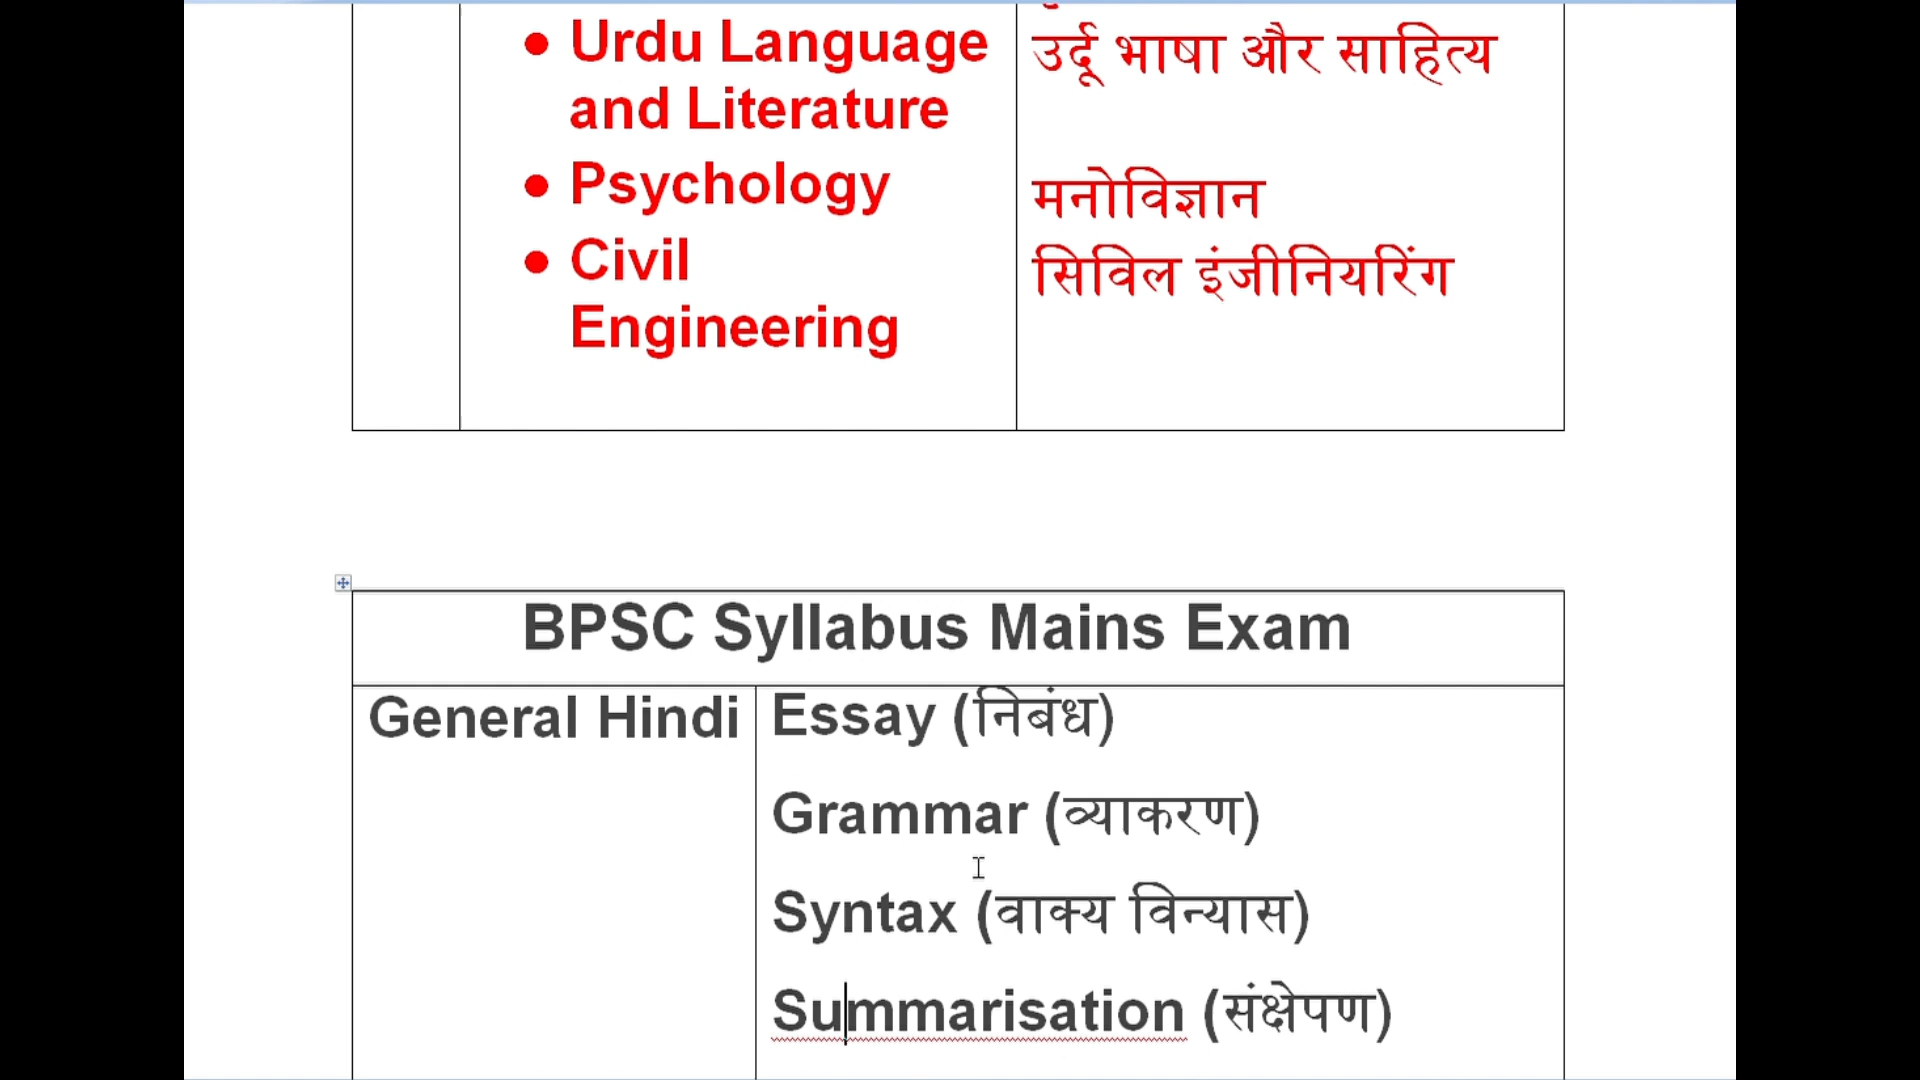 • Urdu Language
and Literature
उर्दू भाषा और साहित्य
• Psychology
मनोविज्ञान
• Civil
Engineering
सिविल इंजीनियरिंग
BPSC Syllabus Mains Exam
General Hindi
Essay (निबंध)
Grammar (व्याकरण)
Syntax (वाक्य विन्यास)
Summarisation (संक्षेपण)